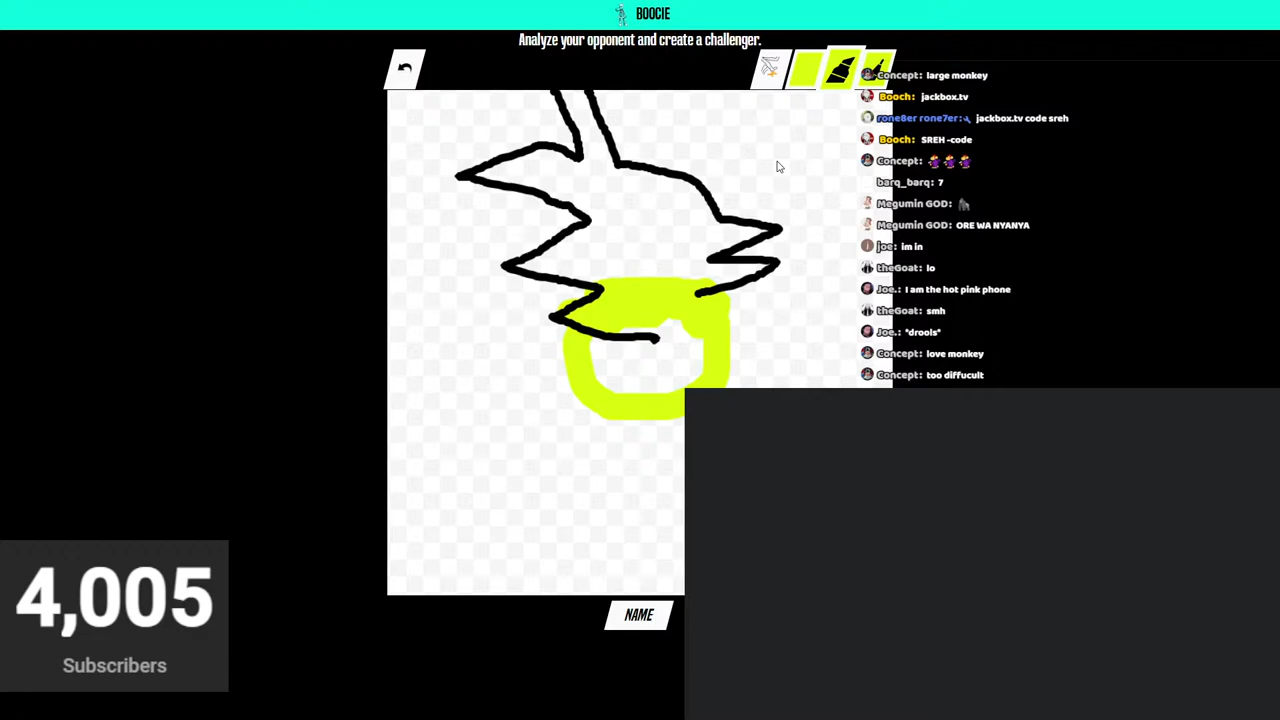 BOOCIE
Analyze your opponent and create a challenger.
Concept: large monkey
Booch: jackbox.tv
rone8er rone7er: jackbox.tv code sreh
Booch: SREH -code
Concept:
barq_barq: 7
Megumin GOD:
Megumin GOD: ORE WA NYANYA
joe: im in
theGoat: lo
Joe.: I am the hot pink phone
theGoat: smh
Joe.: *drools*
Concept: love monkey
Concept: too diffucult
NAME
4,005
Subscribers